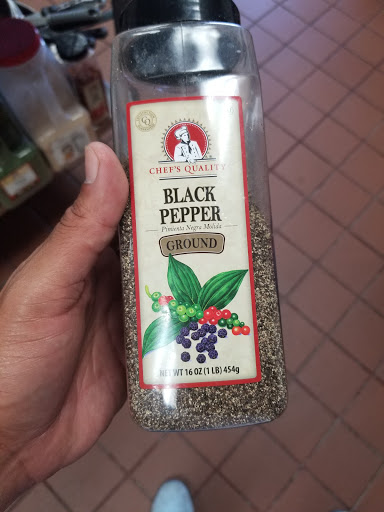 CHEF'S QUALITY
BLACK
PEPPER
Pimienta Negra Molida
GROUND
NET WT 16 OZ (1 LB) 454g